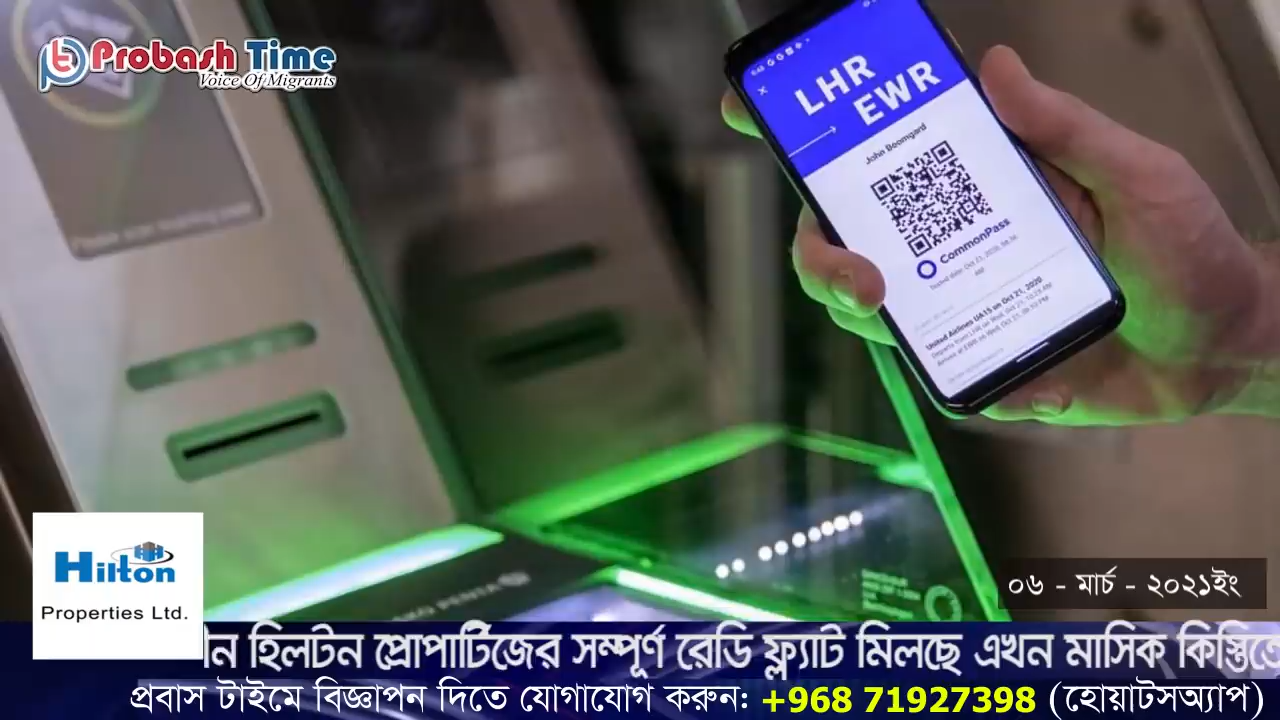 Probash Time
Voice Of Migrants
LHR
EWR
John Boomgard
CommonPass
United Airlines UA15 on Oct 21, 2020
Hilton
Properties Ltd.
০৬ - মার্চ - ২০২১ইং
ন হিলটন প্রোপার্টিজের সম্পূর্ণ রেডি ফ্ল্যাট মিলছে এখন মাসিক কিস্তিতে
প্রবাস টাইমে বিজ্ঞাপন দিতে যোগাযোগ করুন: +968 71927398 (হোয়াটসঅ্যাপ)